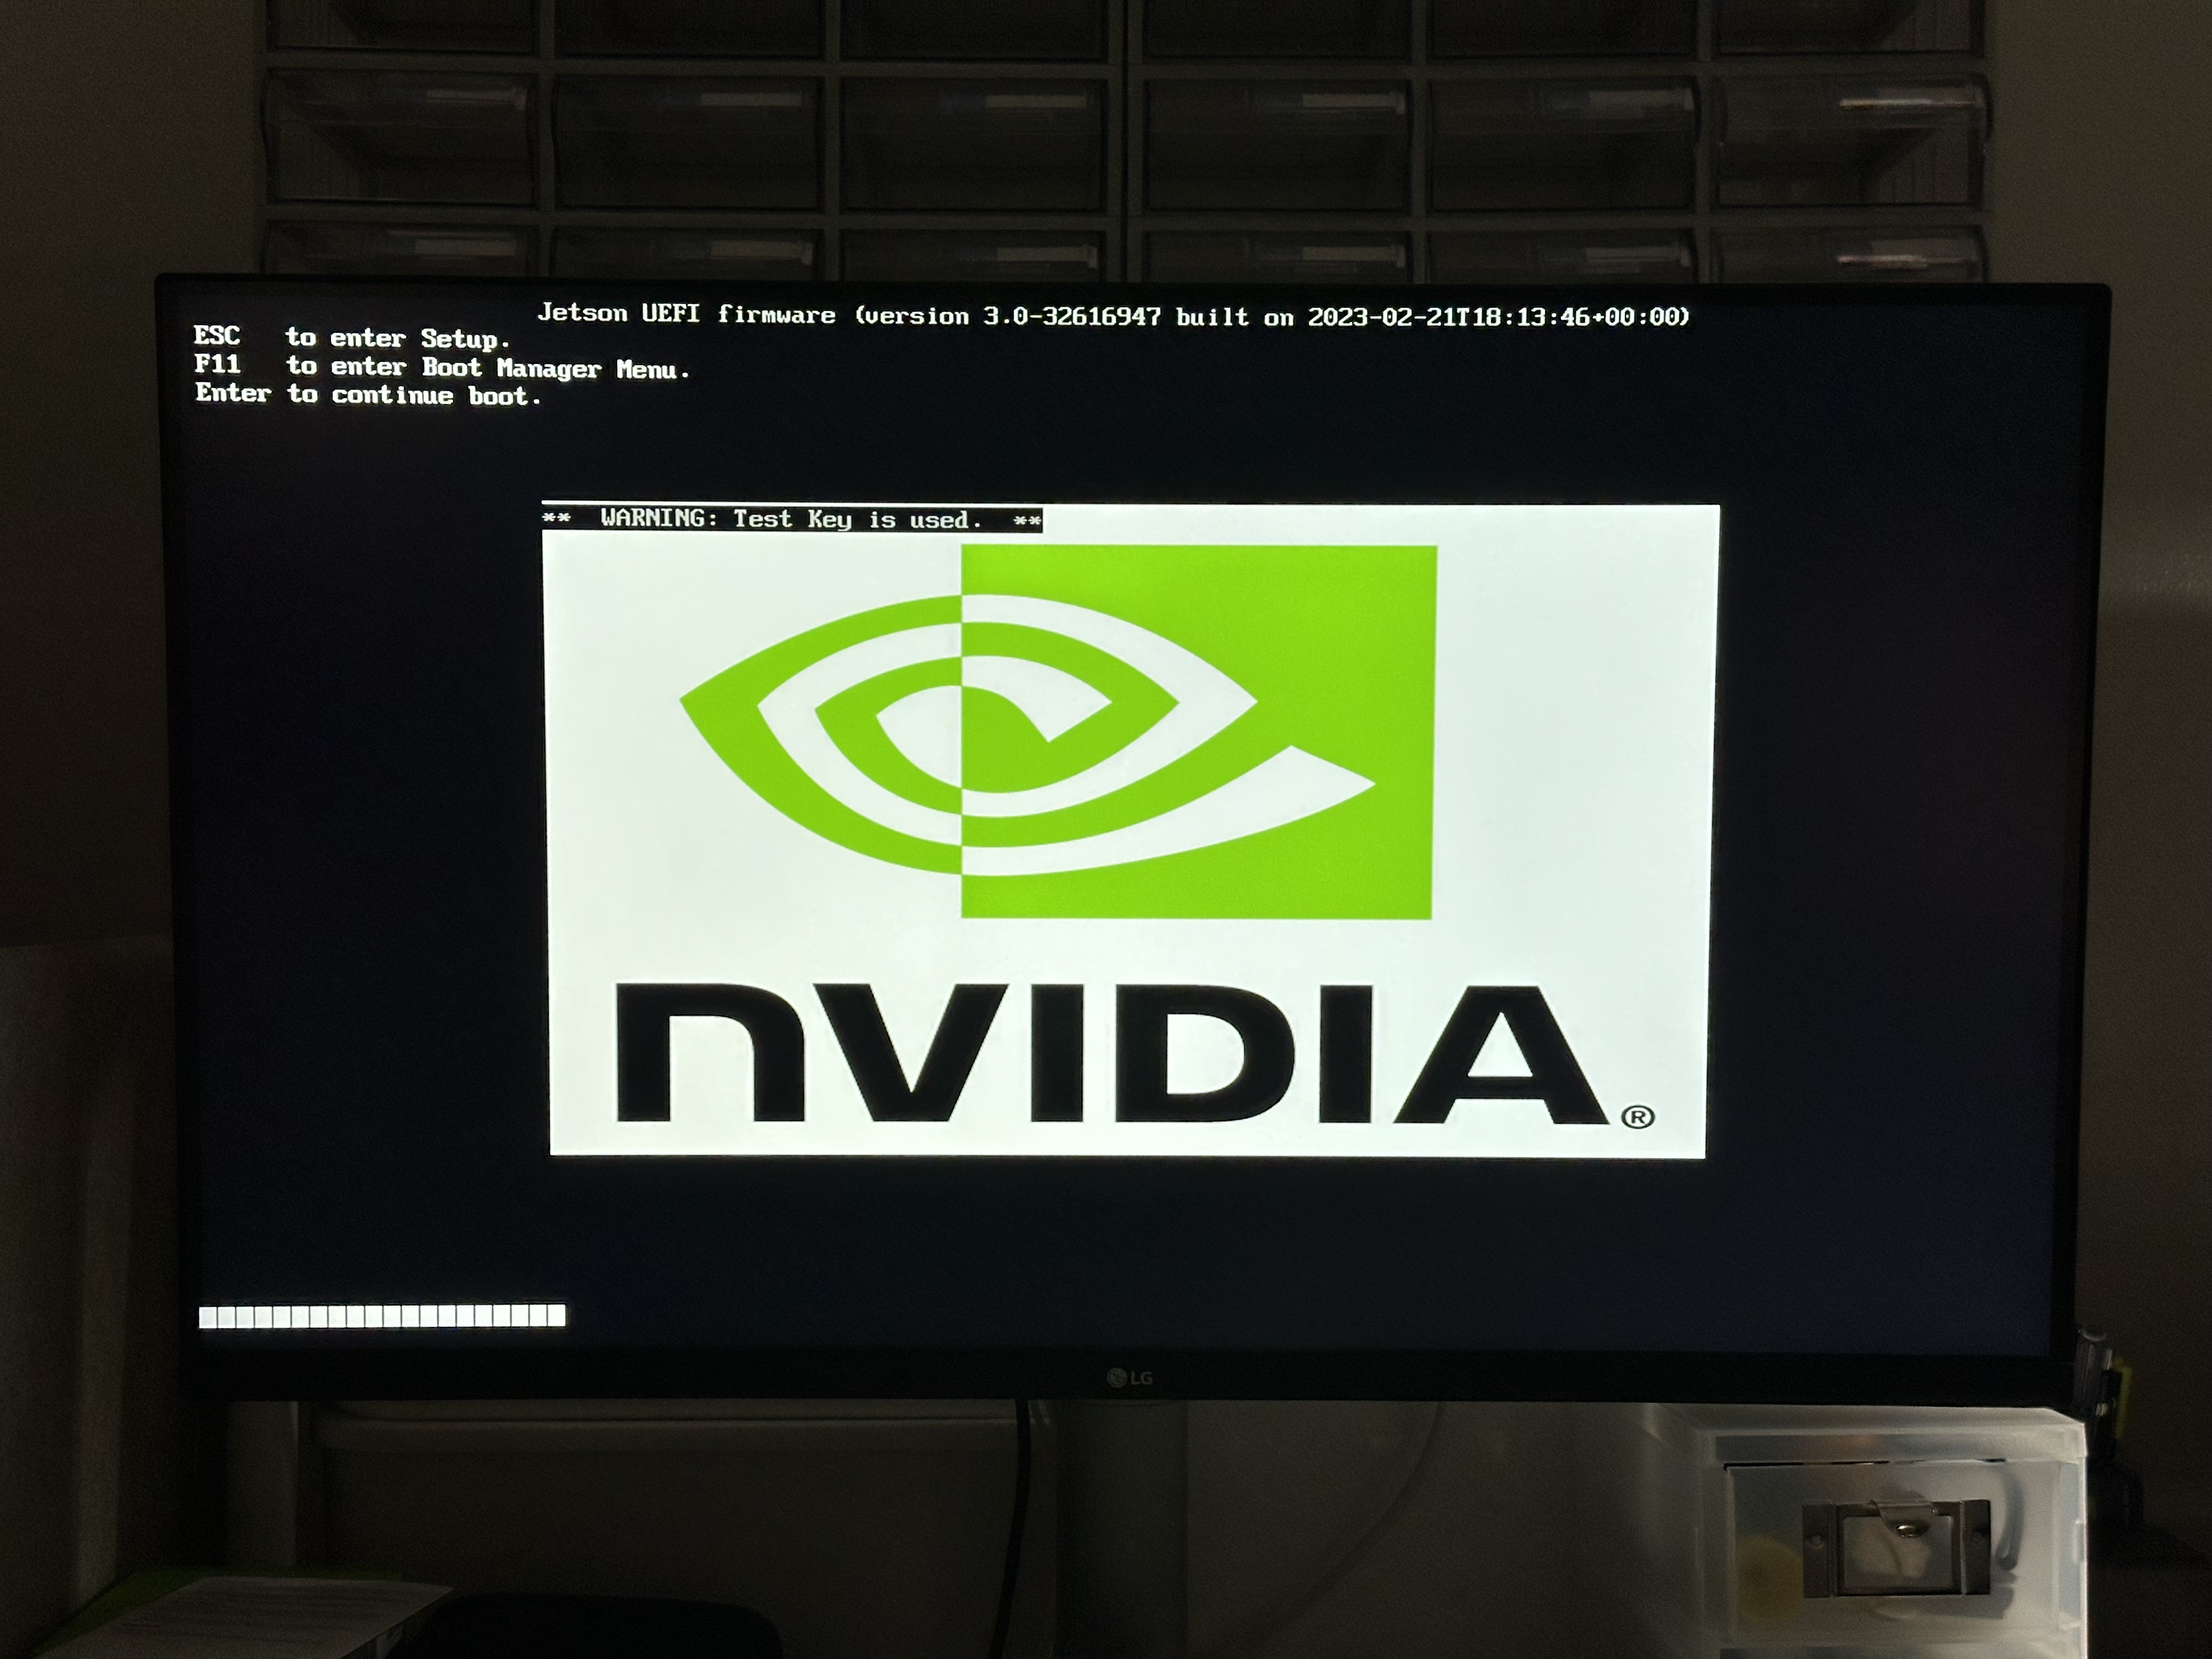 Jetson UEFI firmware (version 3.0-32616947 built on 2023-02-21T18:13:46+00:00)
ESC to enter Setup.
F11 to enter Boot Manager Menu.
Enter to continue boot.
** WARNING: Test Key is used. **
nVIDIA®
LG